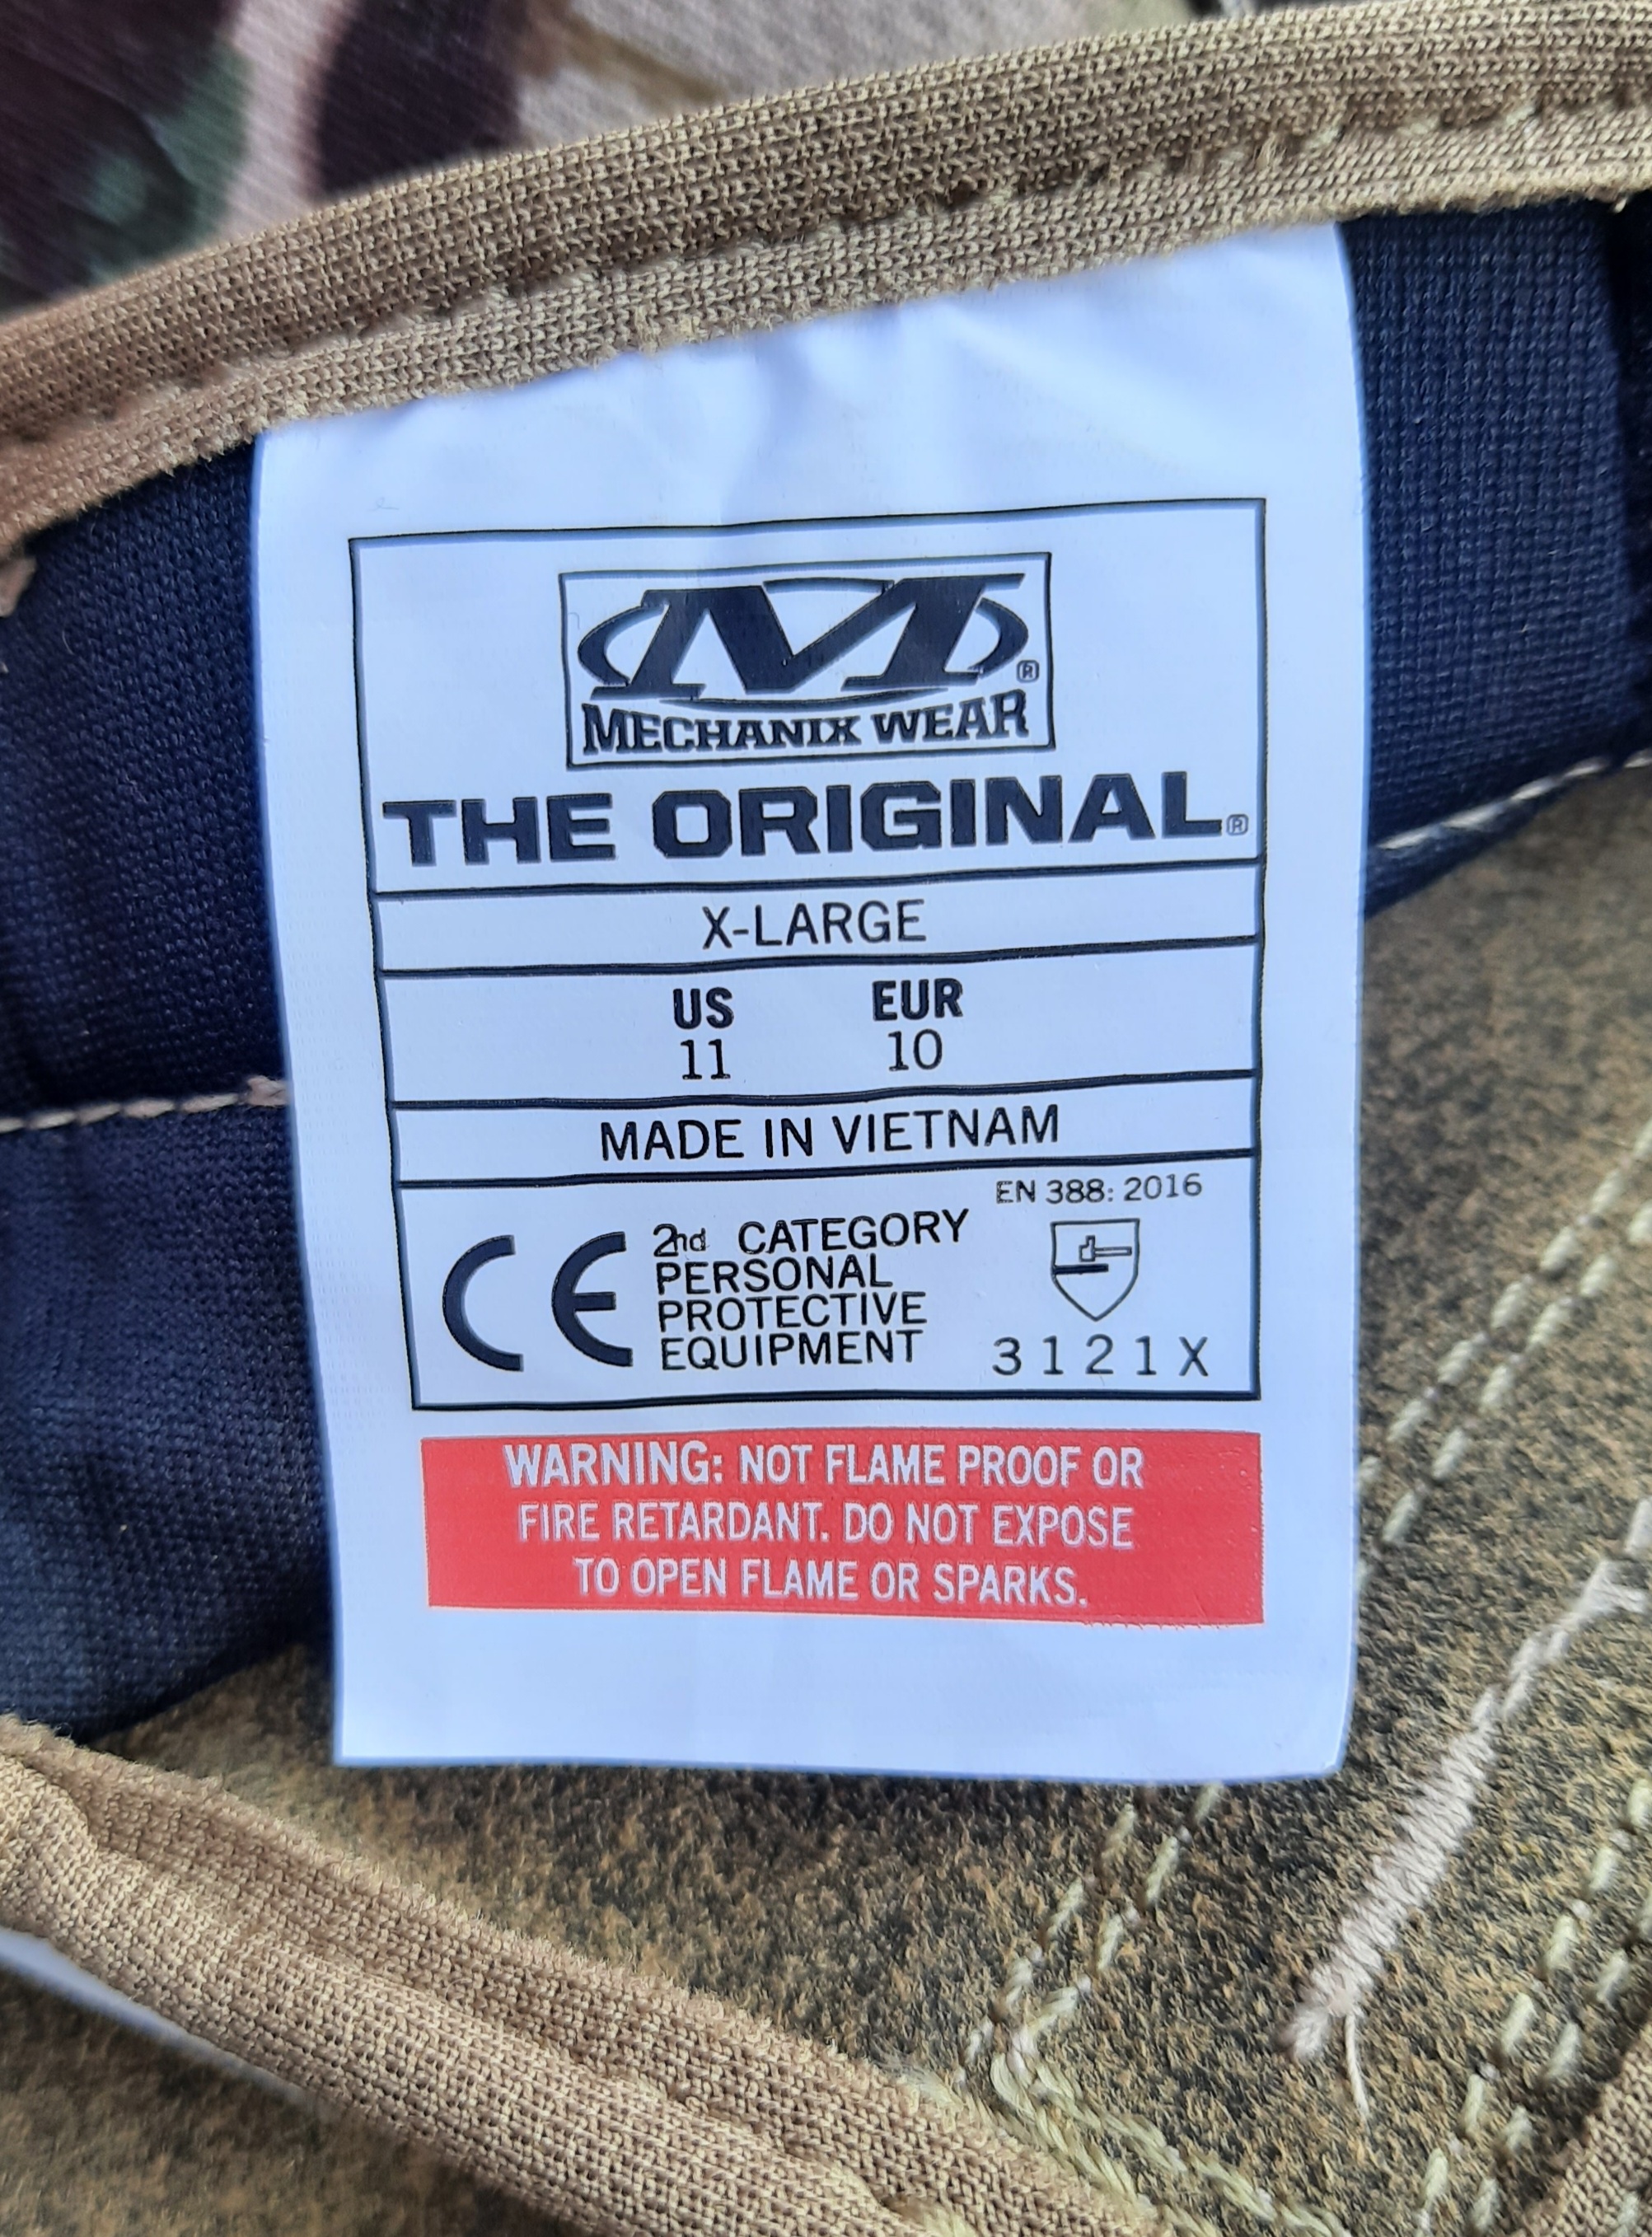 M®
MECHANIX WEAR
THE ORIGINAL®
X-LARGE
US EUR
11 10
MADE IN VIETNAM
EN 388: 2016
CE
2nd CATEGORY
PERSONAL
PROTECTIVE
EQUIPMENT
3121X
WARNING: NOT FLAME PROOF OR
FIRE RETARDANT. DO NOT EXPOSE
TO OPEN FLAME OR SPARKS.